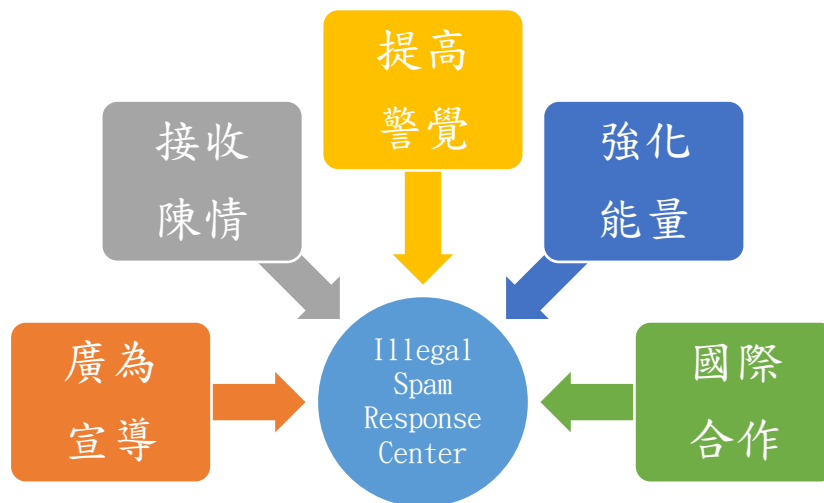 提高
警覺
接收
陳情
強化
能量
廣為
宣導
Illegal
Spam
Response
Center
國際
合作